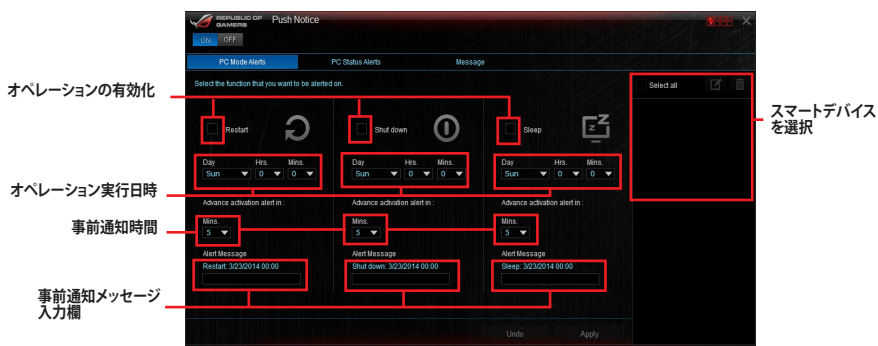 REPUBLIC OF
GAMERS
Push Notice
ON OFF
PC Mode Alerts
PC Status Alerts
Message
Select the function that you want to be alerted on.
Select all
オペレーションの有効化
スマートデバイス
を選択
Restart
Shut down
Sleep
zZ
Day Hrs. Mins.
Sun 0 0
Day Hrs. Mins.
Sun 0 0
Day Hrs. Mins.
Sun 0 0
オペレーション実行日時
Advance activation alert in :
Advance activation alert in :
Advance activation alert in :
事前通知時間
Mins.
5
Mins.
5
Mins.
5
Alert Message
Restart: 3/23/2014 00:00
Alert Message
Shut down: 3/23/2014 00:00
Alert Message
Sleep: 3/23/2014 00:00
事前通知メッセージ
入力欄
Undo
Apply